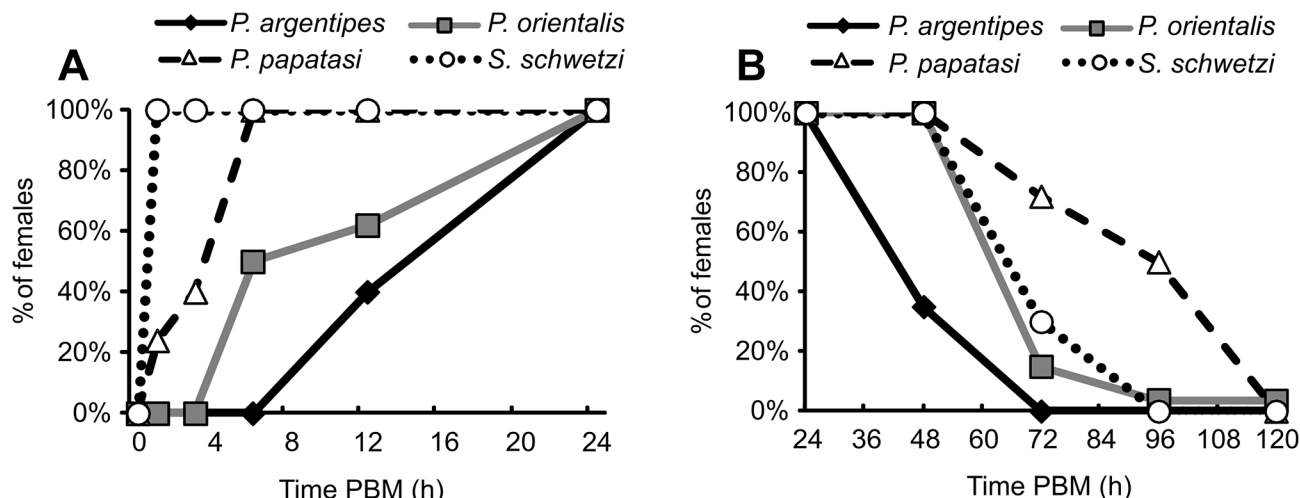 A
P. argentipes
P. orientalis
P. papatasi
S. schwetzi
100%
80%
60%
40%
20%
0%
% of females
0 4 8 12 16 20 24
Time PBM (h)
B
P. argentipes
P. orientalis
P. papatasi
S. schwetzi
100%
80%
60%
40%
20%
0%
% of females
24 36 48 60 72 84 96 108 120
Time PBM (h)